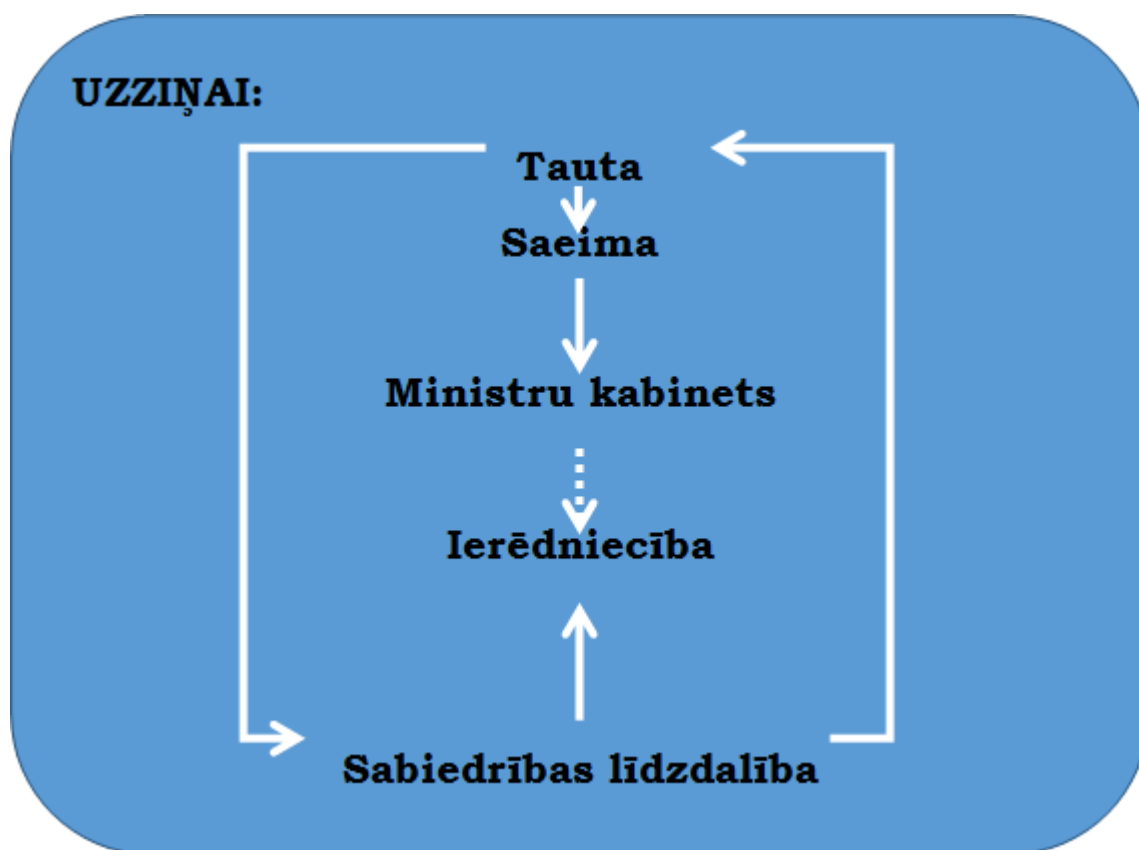 UZZIŅAI:
Tauta
Saeima
Ministru kabinets
Ierēdniecība
Sabiedrības līdzdalība